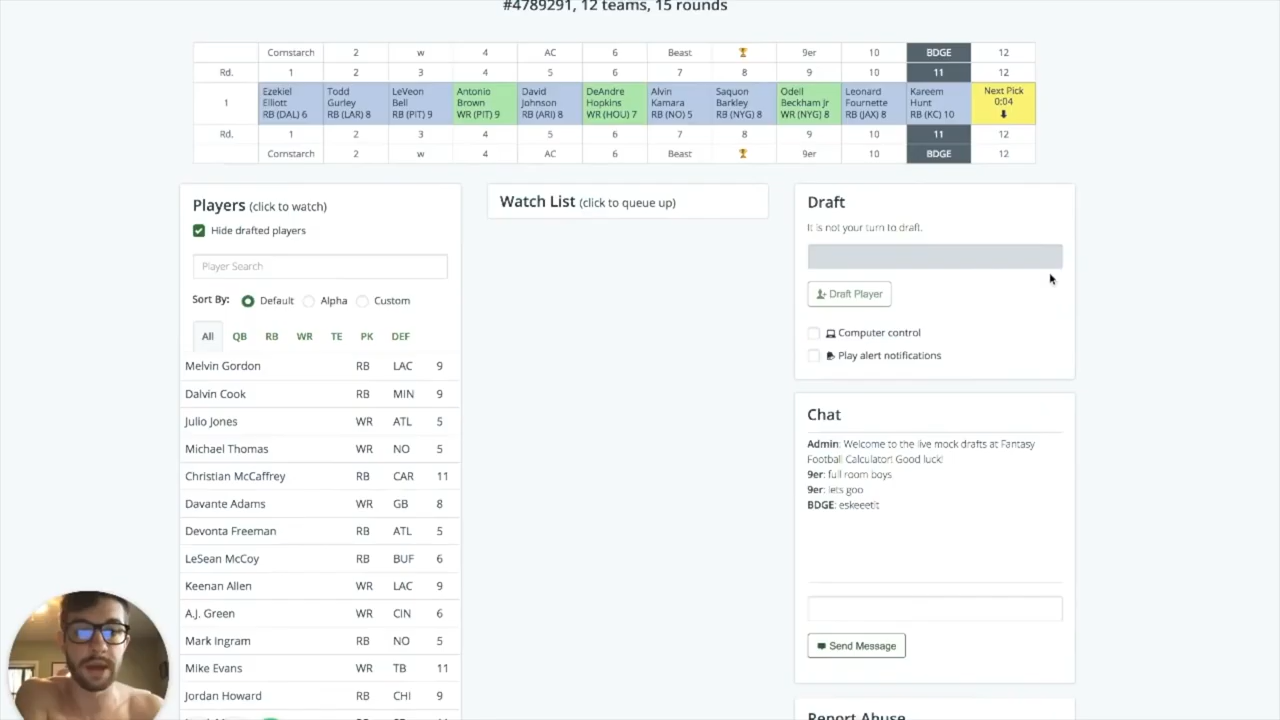 #4789291, 12 teams, 15 rounds
Cornstarch 2 w 4 AC 6 Beast 🏆 9er 10 BDGE 12
Rd. 1 2 3 4 5 6 7 8 9 10 11 12
Ezekiel Todd LeVeon Antonio David DeAndre Alvin Saquon Odell Leonard Kareem Next Pick
1 Elliott Gurley Bell Brown Johnson Hopkins Kamara Barkley Beckham Jr Fournette Hunt 0:04
RB (DAL) 6 RB (LAR) 8 RB (PIT) 9 WR (PIT) 9 RB (ARI) 8 WR (HOU) 7 RB (NO) 5 RB (NYG) 8 WR (NYG) 8 RB (JAX) 8 RB (KC) 10
Rd. 1 2 3 4 5 6 7 8 9 10 11 12
Cornstarch 2 w 4 AC 6 Beast 🏆 9er 10 BDGE 12
Players (click to watch)
Hide drafted players
Player Search
Sort By: Default Alpha Custom
All QB RB WR TE PK DEF
Melvin Gordon RB LAC 9
Dalvin Cook RB MIN 9
Julio Jones WR ATL 5
Michael Thomas WR NO 5
Christian McCaffrey RB CAR 11
Davante Adams WR GB 8
Devonta Freeman RB ATL 5
LeSean McCoy RB BUF 6
Keenan Allen WR LAC 9
A.J. Green WR CIN 6
Mark Ingram RB NO 5
Mike Evans WR TB 11
Jordan Howard RB CHI 9
Watch List (click to queue up)
Draft
It is not your turn to draft.
Draft Player
Computer control
Play alert notifications
Chat
Admin: Welcome to the live mock drafts at Fantasy
Football Calculator! Good luck!
9er: full room boys
9er: lets goo
BDGE: eskeeetit
Send Message
Report Abuse